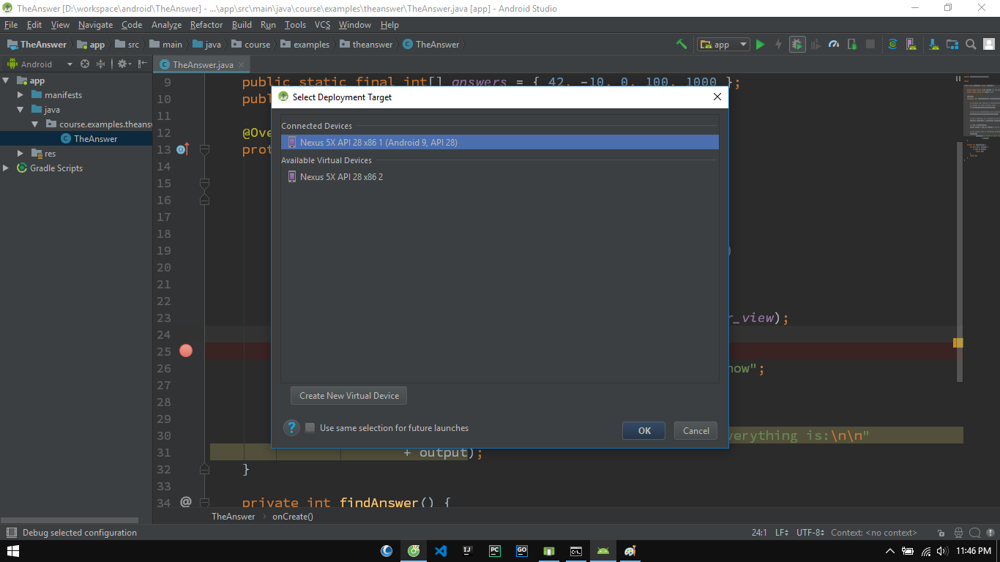 TheAnswer [D:\workspace\android\TheAnswer] - ...\app\src\main\java\course\examples\theanswer\TheAnswer.java [app] - Android Studio
File Edit View Navigate Code Analyze Refactor Build Run Tools VCS Window Help
TheAnswer app src main java course examples theanswer TheAnswer app
Android
TheAnswer.java
app
manifests
java
course.examples.theans
TheAnswer
res
Gradle Scripts
9 public static final int[] answers = { 42, -10, 0, 100, 1000 };
10 pub
11
12 @Ove
13 prot
14
15
16
17
18
19 )
20
21
22
23 r_view);
24
25
26 now";
27
28
29
30 verything is:\n\n"
31 + output);
32 }
33
34 @ private int findAnswer() {
Select Deployment Target
Connected Devices
Nexus 5X API 28 x86 1 (Android 9, API 28)
Available Virtual Devices
Nexus 5X API 28 x86 2
Create New Virtual Device
? Use same selection for future launches
OK Cancel
TheAnswer onCreate()
Debug selected configuration
24:1 LF UTF-8 Context: <no context>
IJ PC GO
11:46 PM